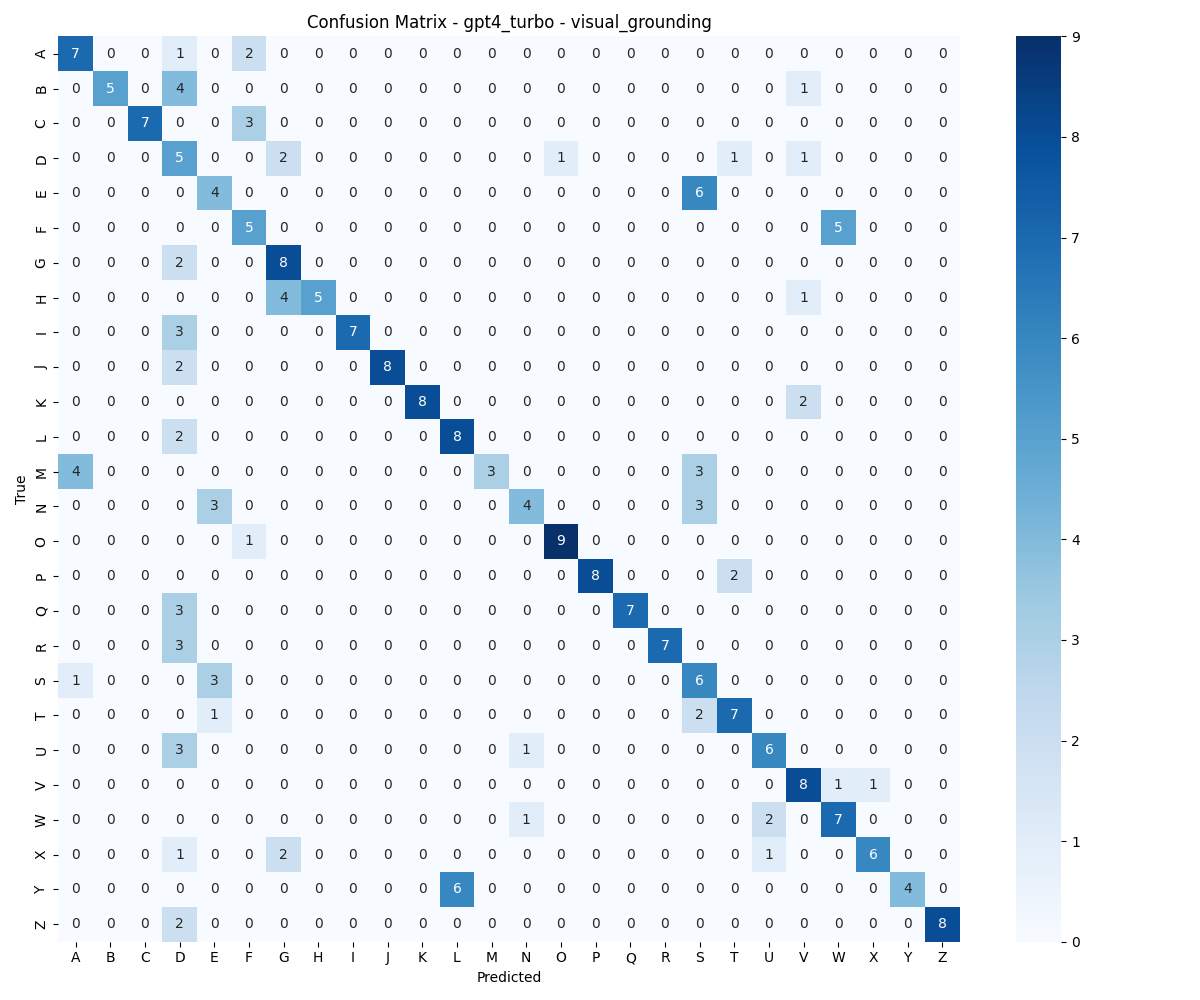 Confusion Matrix - gpt4_turbo - visual_grounding
A 7 0 0 1 0 2 0 0 0 0 0 0 0 0 0 0 0 0 0 0 0 0 0 0 0 0
B 0 5 0 4 0 0 0 0 0 0 0 0 0 0 0 0 0 0 0 0 0 1 0 0 0 0
C 0 0 7 0 0 3 0 0 0 0 0 0 0 0 0 0 0 0 0 0 0 0 0 0 0 0
D 0 0 0 5 0 0 2 0 0 0 0 0 0 0 1 0 0 0 0 1 0 1 0 0 0 0
E 0 0 0 0 4 0 0 0 0 0 0 0 0 0 0 0 0 0 6 0 0 0 0 0 0 0
F 0 0 0 0 0 5 0 0 0 0 0 0 0 0 0 0 0 0 0 0 0 0 5 0 0 0
G 0 0 0 2 0 0 8 0 0 0 0 0 0 0 0 0 0 0 0 0 0 0 0 0 0 0
H 0 0 0 0 0 0 4 5 0 0 0 0 0 0 0 0 0 0 0 0 0 1 0 0 0 0
I 0 0 0 3 0 0 0 0 7 0 0 0 0 0 0 0 0 0 0 0 0 0 0 0 0 0
J 0 0 0 2 0 0 0 0 0 8 0 0 0 0 0 0 0 0 0 0 0 0 0 0 0 0
K 0 0 0 0 0 0 0 0 0 0 8 0 0 0 0 0 0 0 0 0 0 2 0 0 0 0
L 0 0 0 2 0 0 0 0 0 0 0 8 0 0 0 0 0 0 0 0 0 0 0 0 0 0
M 4 0 0 0 0 0 0 0 0 0 0 0 3 0 0 0 0 0 3 0 0 0 0 0 0 0
N 0 0 0 0 3 0 0 0 0 0 0 0 0 4 0 0 0 0 3 0 0 0 0 0 0 0
O 0 0 0 0 0 1 0 0 0 0 0 0 0 0 9 0 0 0 0 0 0 0 0 0 0 0
P 0 0 0 0 0 0 0 0 0 0 0 0 0 0 0 8 0 0 0 2 0 0 0 0 0 0
Q 0 0 0 3 0 0 0 0 0 0 0 0 0 0 0 0 7 0 0 0 0 0 0 0 0 0
R 0 0 0 3 0 0 0 0 0 0 0 0 0 0 0 0 0 7 0 0 0 0 0 0 0 0
S 1 0 0 0 3 0 0 0 0 0 0 0 0 0 0 0 0 0 6 0 0 0 0 0 0 0
T 0 0 0 0 1 0 0 0 0 0 0 0 0 0 0 0 0 0 2 7 0 0 0 0 0 0
U 0 0 0 3 0 0 0 0 0 0 0 0 0 1 0 0 0 0 0 0 6 0 0 0 0 0
V 0 0 0 0 0 0 0 0 0 0 0 0 0 0 0 0 0 0 0 0 0 8 1 1 0 0
W 0 0 0 0 0 0 0 0 0 0 0 0 0 1 0 0 0 0 0 0 2 0 7 0 0 0
X 0 0 0 1 0 0 2 0 0 0 0 0 0 0 0 0 0 0 0 0 1 0 0 6 0 0
Y 0 0 0 0 0 0 0 0 0 0 0 6 0 0 0 0 0 0 0 0 0 0 0 0 4 0
Z 0 0 0 2 0 0 0 0 0 0 0 0 0 0 0 0 0 0 0 0 0 0 0 0 0 8
A B C D E F G H I J K L M N O P Q R S T U V W X Y Z
Predicted
True
9
8
7
6
5
4
3
2
1
0